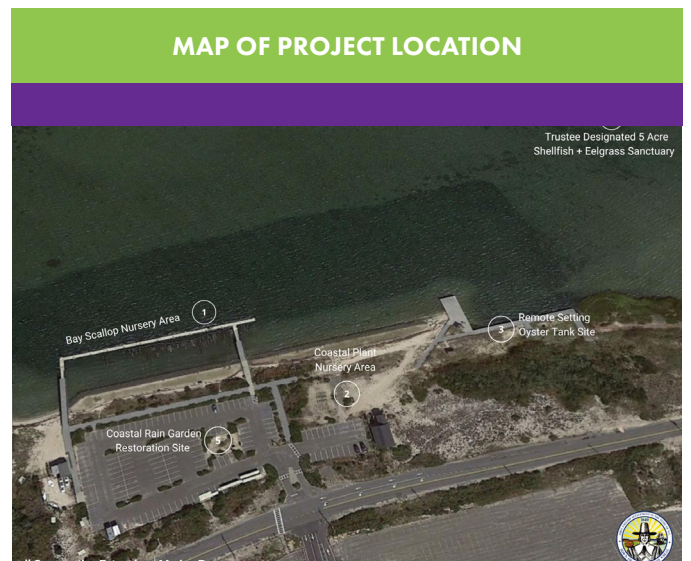 MAP OF PROJECT LOCATION
Trustee Designated 5 Acre
Shellfish + Eelgrass Sanctuary
1
Bay Scallop Nursery Area
3
Remote Setting
Oyster Tank Site
Coastal Plant
Nursery Area
2
Coastal Rain Garden
Restoration Site
5